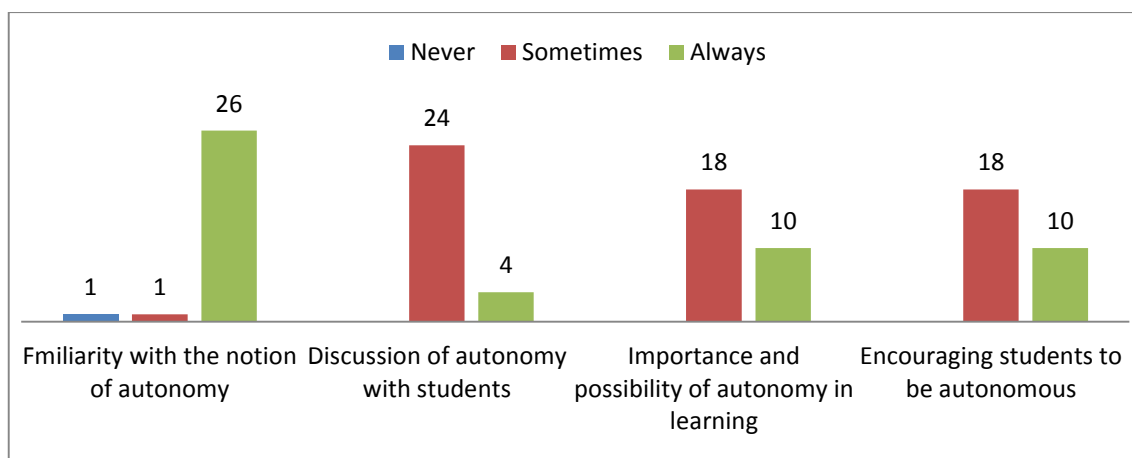 Never Sometimes Always
26
24
18
18
10
10
4
1
1
Fmiliarity with the notion of autonomy
Discussion of autonomy with students
Importance and possibility of autonomy in learning
Encouraging students to be autonomous